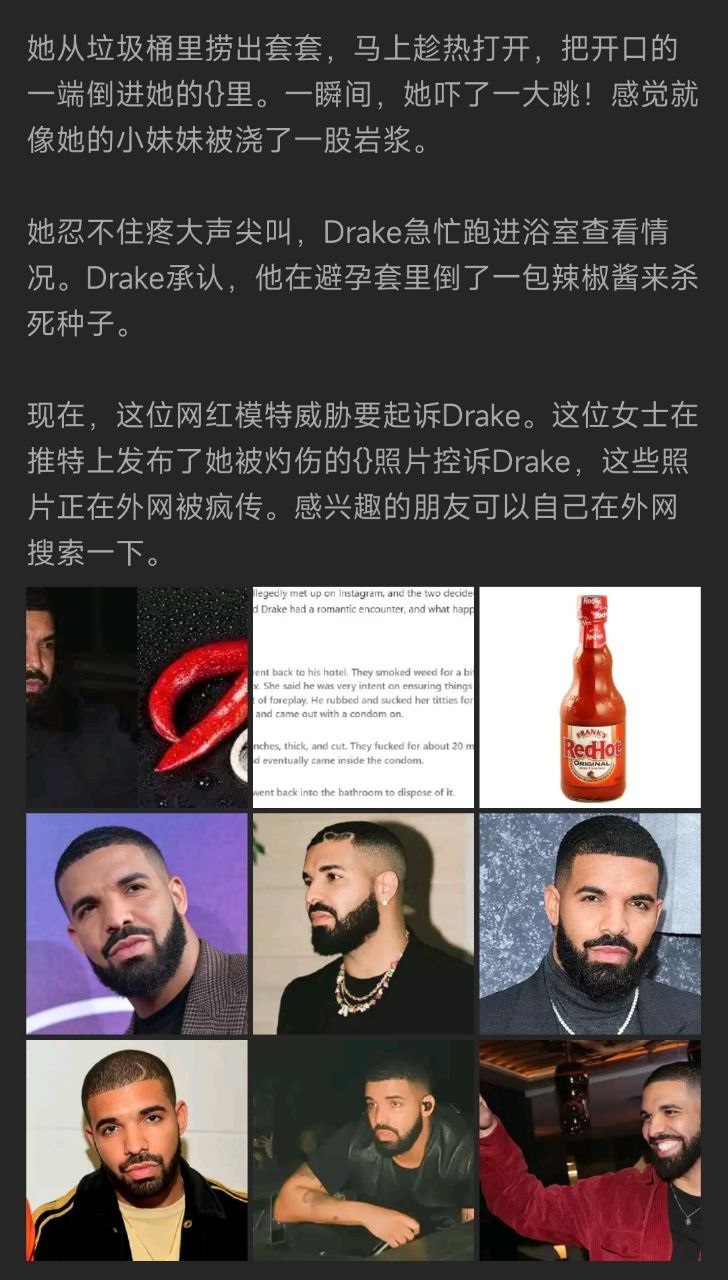 她从垃圾桶里捞出套套，马上趁热打开，把开口的
一端倒进她的{}里。一瞬间，她吓了一大跳！感觉就
像她的小妹妹被浇了一股岩浆。
她忍不住疼大声尖叫，Drake急忙跑进浴室查看情
况。Drake承认，他在避孕套里倒了一包辣椒酱来杀
死种子。
现在，这位网红模特威胁要起诉Drake。这位女士在
推特上发布了她被灼伤的{}照片控诉Drake，这些照
片正在外网被疯传。感兴趣的朋友可以自己在外网
搜索一下。
llegedly met up on Instagram, and the two decide
d Drake had a romantic encounter, and what happ
ent back to his hotel. They smoked weed for a bi
x. She said he was very intent on ensuring things
t of foreplay. He rubbed and sucked her titties for
and came out with a condom on.
nches, thick, and cut. They fucked for about 20 m
d eventually came inside the condom.
went back into the bathroom to dispose of it.
FRANK'S
RedHot
ORIGINAL